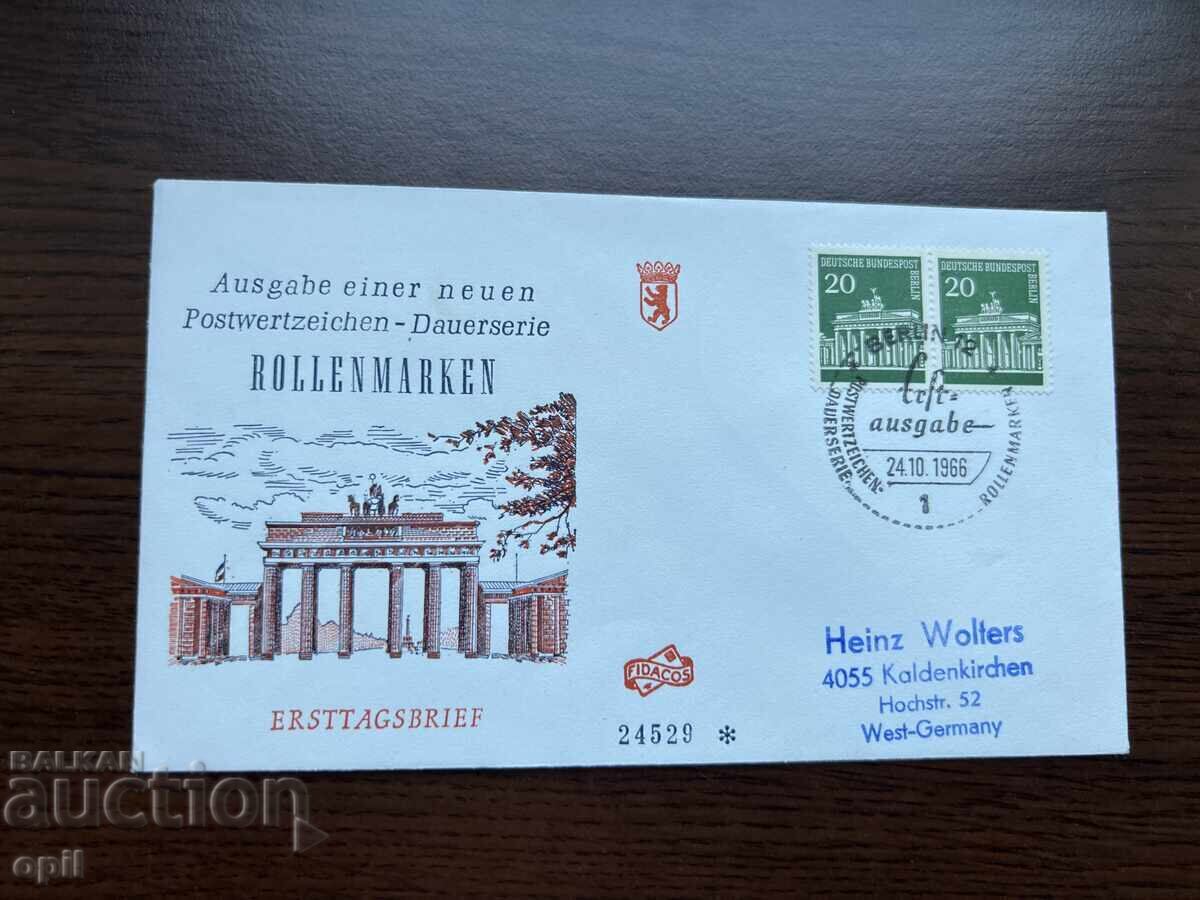 Ausgabe einer neuen
Postwertzeichen-Dauerserie
ROLLENMARKEN
ERSTTAGSBRIEF
DEUTSCHE BUNDESPOST
BERLIN
20
DEUTSCHE BUNDESPOST
BERLIN
20
1 BERLIN 12
Erst=
ausgabe
POSTWERTZEICHEN-
DAUERSERIE
ROLLENMARKEN
24.10.1966
FIDACOS
24529 *
Heinz Wolters
4055 Kaldenkirchen
Hochstr. 52
West-Germany
BALKAN
auction
opil